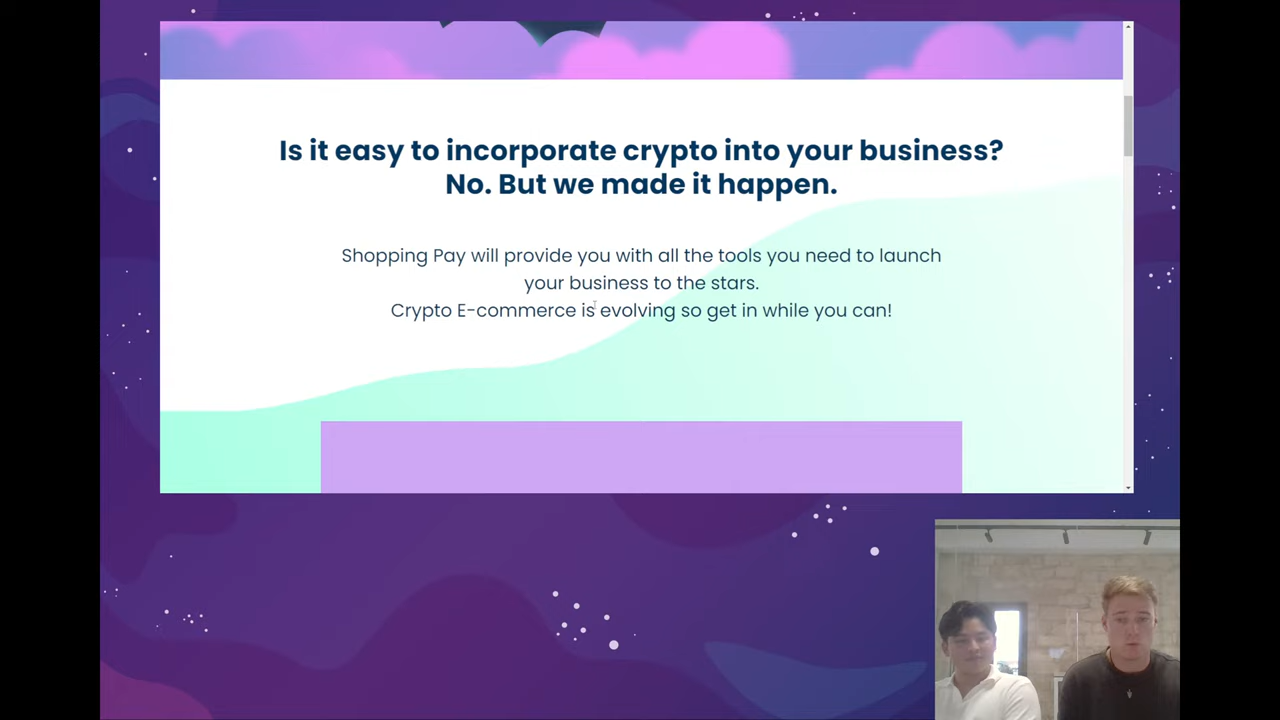 Is it easy to incorporate crypto into your business?
No. But we made it happen.
Shopping Pay will provide you with all the tools you need to launch
your business to the stars.
Crypto E-commerce is evolving so get in while you can!